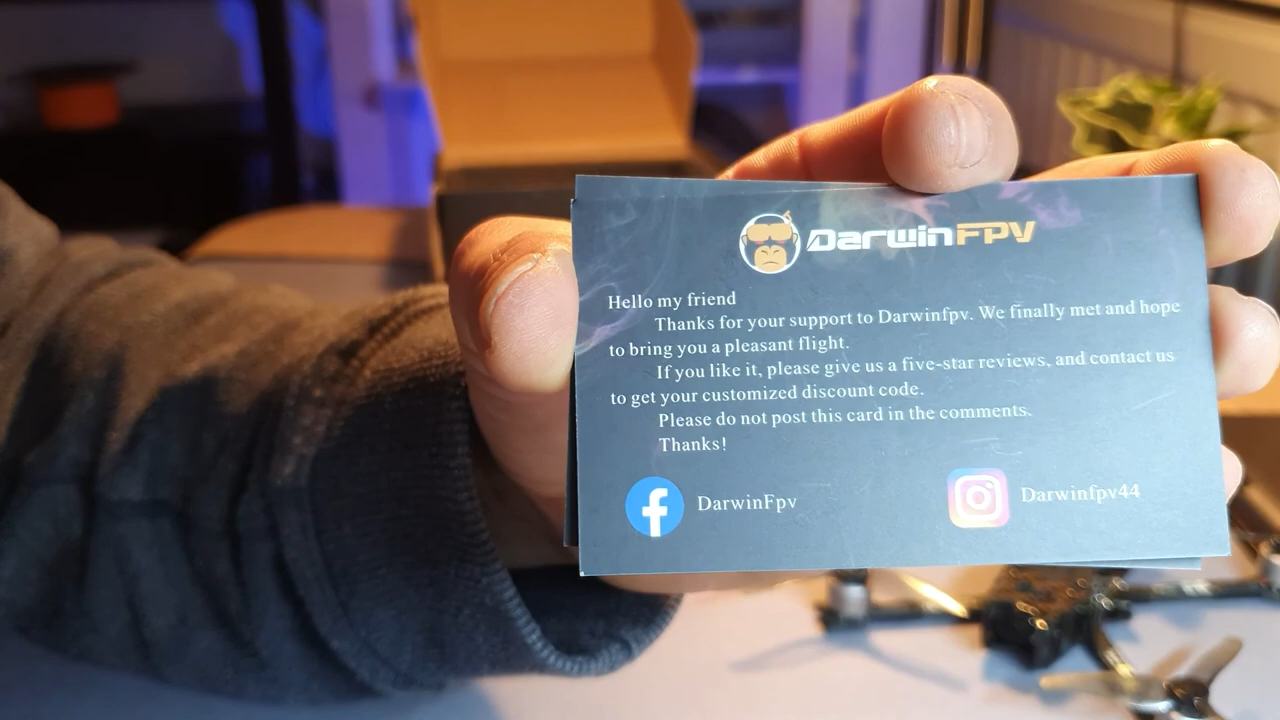 DarwinFPV
Hello my friend
Thanks for your support to Darwinfpv. We finally met and hope
to bring you a pleasant flight.
If you like it, please give us a five-star reviews, and contact us
to get your customized discount code.
Please do not post this card in the comments.
Thanks!
DarwinFpv
Darwinfpv44